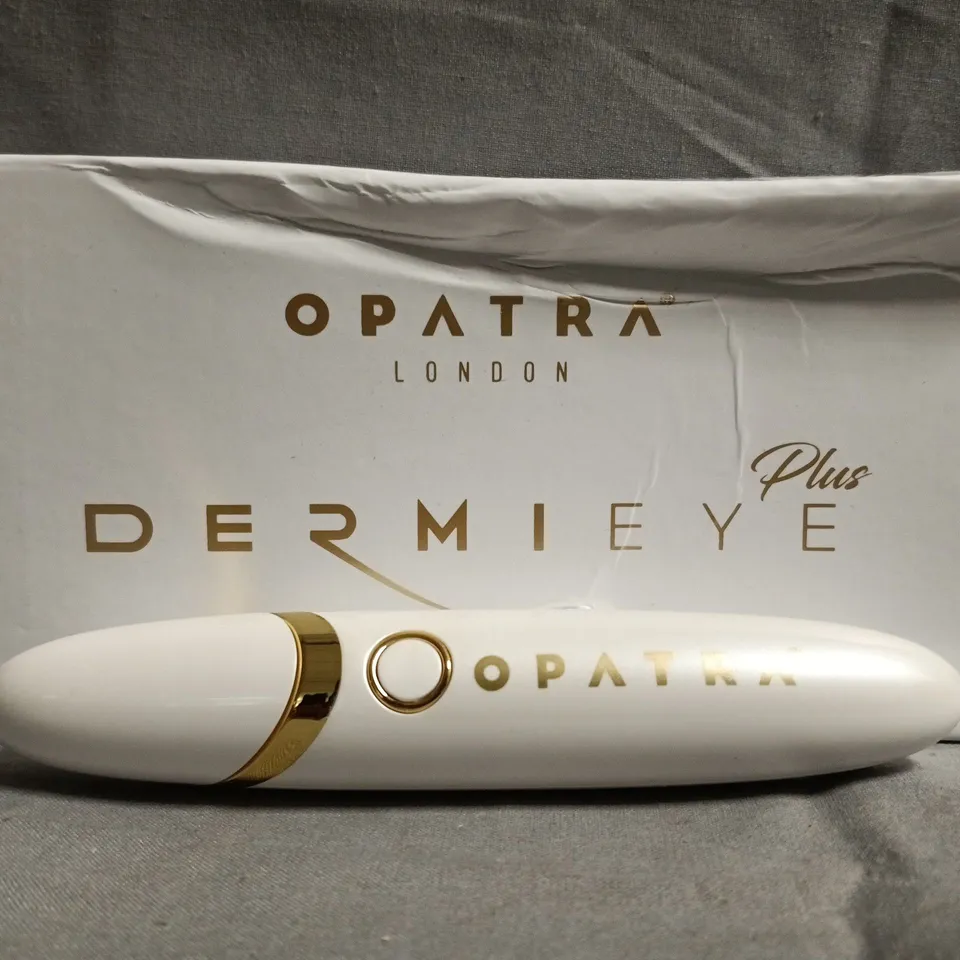 OPATRA®
LONDON
Plus
DERMIEYE
OPATRA